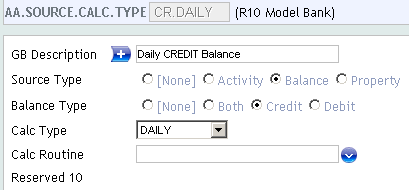 AA.SOURCE.CALC.TYPE CR.DAILY (R10 Model Bank)
GB Description Daily CREDIT Balance
Source Type [None] Activity Balance Property
Balance Type [None] Both Credit Debit
Calc Type DAILY
Calc Routine
Reserved 10